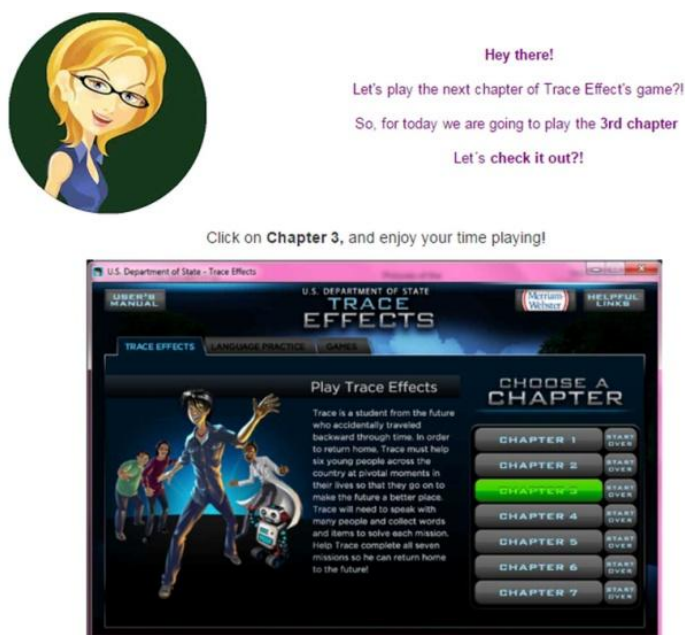 Hey there!
Let's play the next chapter of Trace Effect's game?!
So, for today we are going to play the 3rd chapter
Let´s check it out?!
Click on Chapter 3, and enjoy your time playing!
U.S. Department of State - Trace Effects
USER'S
MANUAL
U.S. DEPARTMENT OF STATE
TRACE
EFFECTS
Merriam-
Webster
HELPFUL
LINKS
TRACE EFFECTS
LANGUAGE PRACTICE
GAMES
Play Trace Effects
Trace is a student from the future
who accidentally traveled
backward through time. In order
to return home, Trace must help
six young people across the
country at pivotal moments in
their lives so that they go on to
make the future a better place.
Trace will need to speak with
many people and collect words
and items to solve each mission.
Help Trace complete all seven
missions so he can return home
to the future!
CHOOSE A
CHAPTER
CHAPTER 1
START
OVER
CHAPTER 2
START
OVER
CHAPTER 3
START
OVER
CHAPTER 4
START
OVER
CHAPTER 5
START
OVER
CHAPTER 6
START
OVER
CHAPTER 7
START
OVER